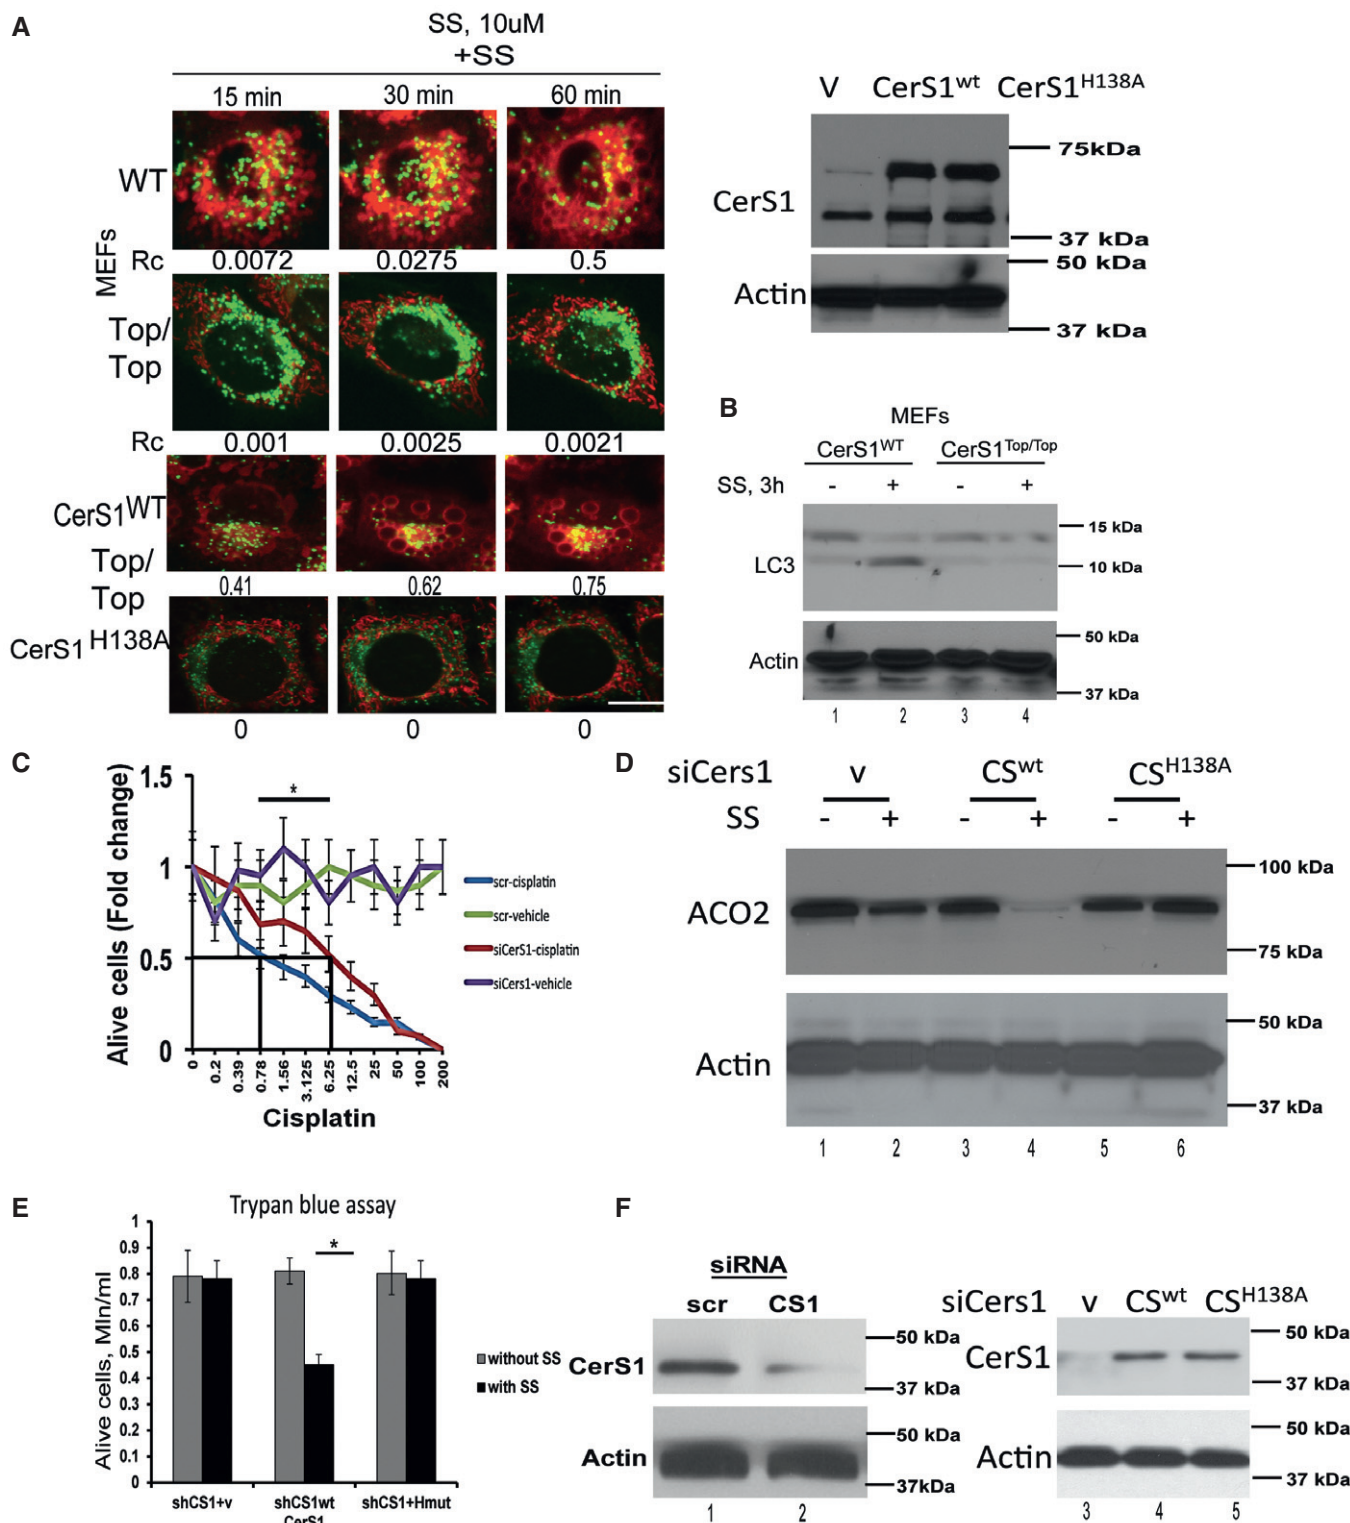 A
SS, 10uM
+SS
15 min 30 min 60 min
WT
Rc 0.0072 0.0275 0.5
MEFs
Top/
Top
Rc 0.001 0.0025 0.0021
CerS1WT
Top/
Top
0.41 0.62 0.75
CerS1 H138A
0 0 0
V CerS1wt CerS1H138A
75kDa
CerS1
37 kDa
50 kDa
Actin
37 kDa
B
MEFs
CerS1WT CerS1Top/Top
SS, 3h - + - +
15 kDa
LC3
10 kDa
50 kDa
Actin
37 kDa
1 2 3 4
C
Alive cells (Fold change)
1.5
*
1
0.5
0
0 0.2 0.39 0.78 1.56 3.125 6.25 12.5 25 50 100 200
Cisplatin
scr-cisplatin
scr-vehicle
siCerS1-cisplatin
siCers1-vehicle
D
siCers1 v CSwt CSH138A
SS - + - + - +
100 kDa
ACO2
75 kDa
50 kDa
Actin
37 kDa
1 2 3 4 5 6
E
Trypan blue assay
Alive cells, Mln/ml
1
0.9
0.8
0.7
0.6
0.5
0.4
0.3
0.2
0.1
0
*
without SS
with SS
shCS1+v shCS1wt shCS1+Hmut
CerS1
F
siRNA
scr CS1
50 kDa
CerS1
37 kDa
50 kDa
Actin
37kDa
1 2
siCers1 v CSwt CSH138A
50 kDa
CerS1
37 kDa
50 kDa
Actin
37 kDa
3 4 5